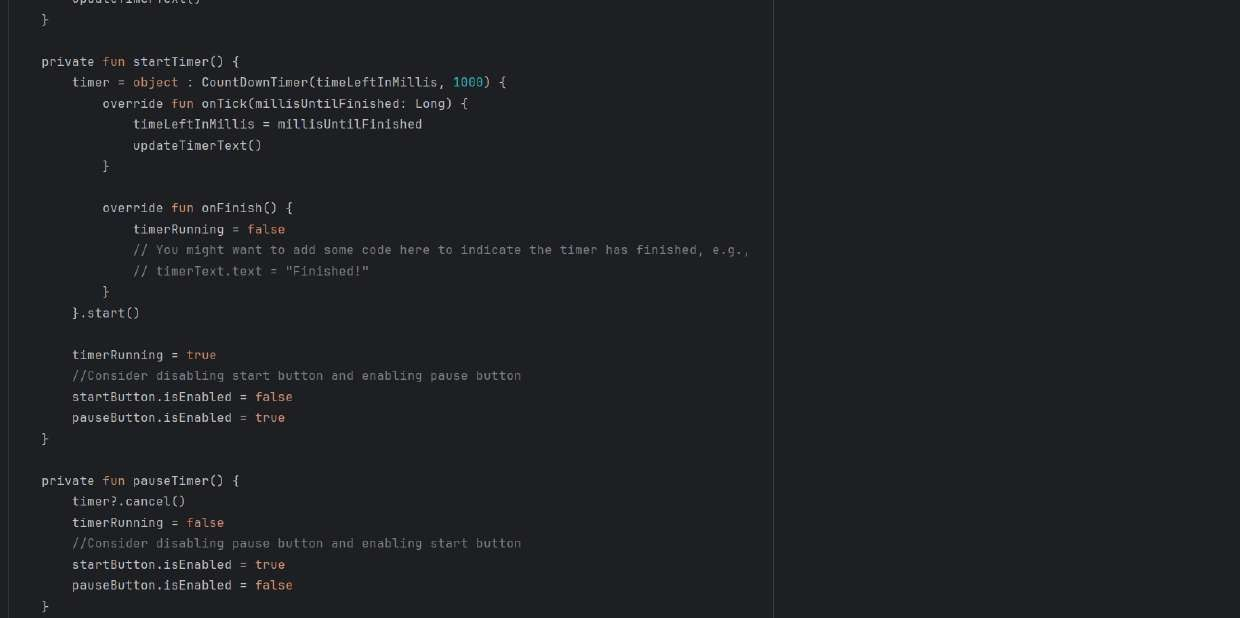 updateTimerText()
}
private fun startTimer() {
timer = object : CountDownTimer(timeLeftInMillis, 1000) {
override fun onTick(millisUntilFinished: Long) {
timeLeftInMillis = millisUntilFinished
updateTimerText()
}
override fun onFinish() {
timerRunning = false
// You might want to add some code here to indicate the timer has finished, e.g.,
// timerText.text = "Finished!"
}
}.start()
timerRunning = true
//Consider disabling start button and enabling pause button
startButton.isEnabled = false
pauseButton.isEnabled = true
}
private fun pauseTimer() {
timer?.cancel()
timerRunning = false
//Consider disabling pause button and enabling start button
startButton.isEnabled = true
pauseButton.isEnabled = false
}